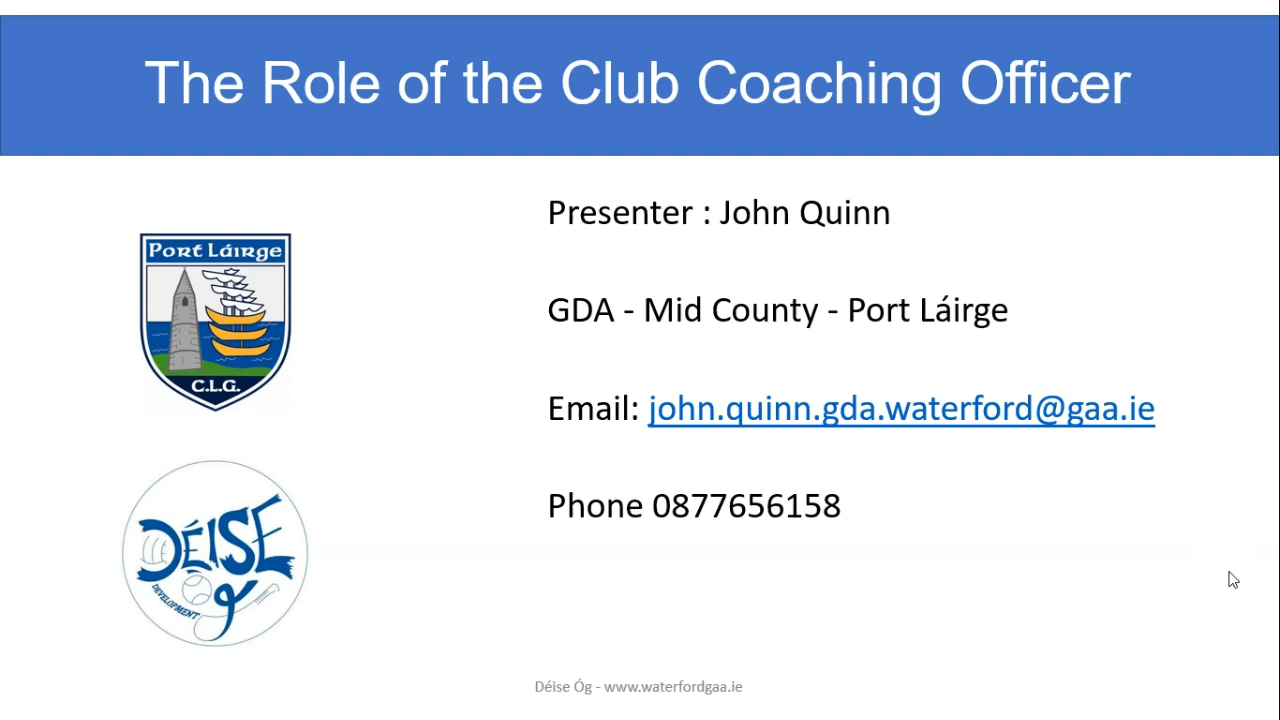 The Role of the Club Coaching Officer
Presenter : John Quinn
Port Láirge
GDA - Mid County - Port Láirge
C.L.G.
Email: john.quinn.gda.waterford@gaa.ie
Phone 0877656158
DÉISE
óg
DEVELOPMENT
Déise Óg - www.waterfordgaa.ie